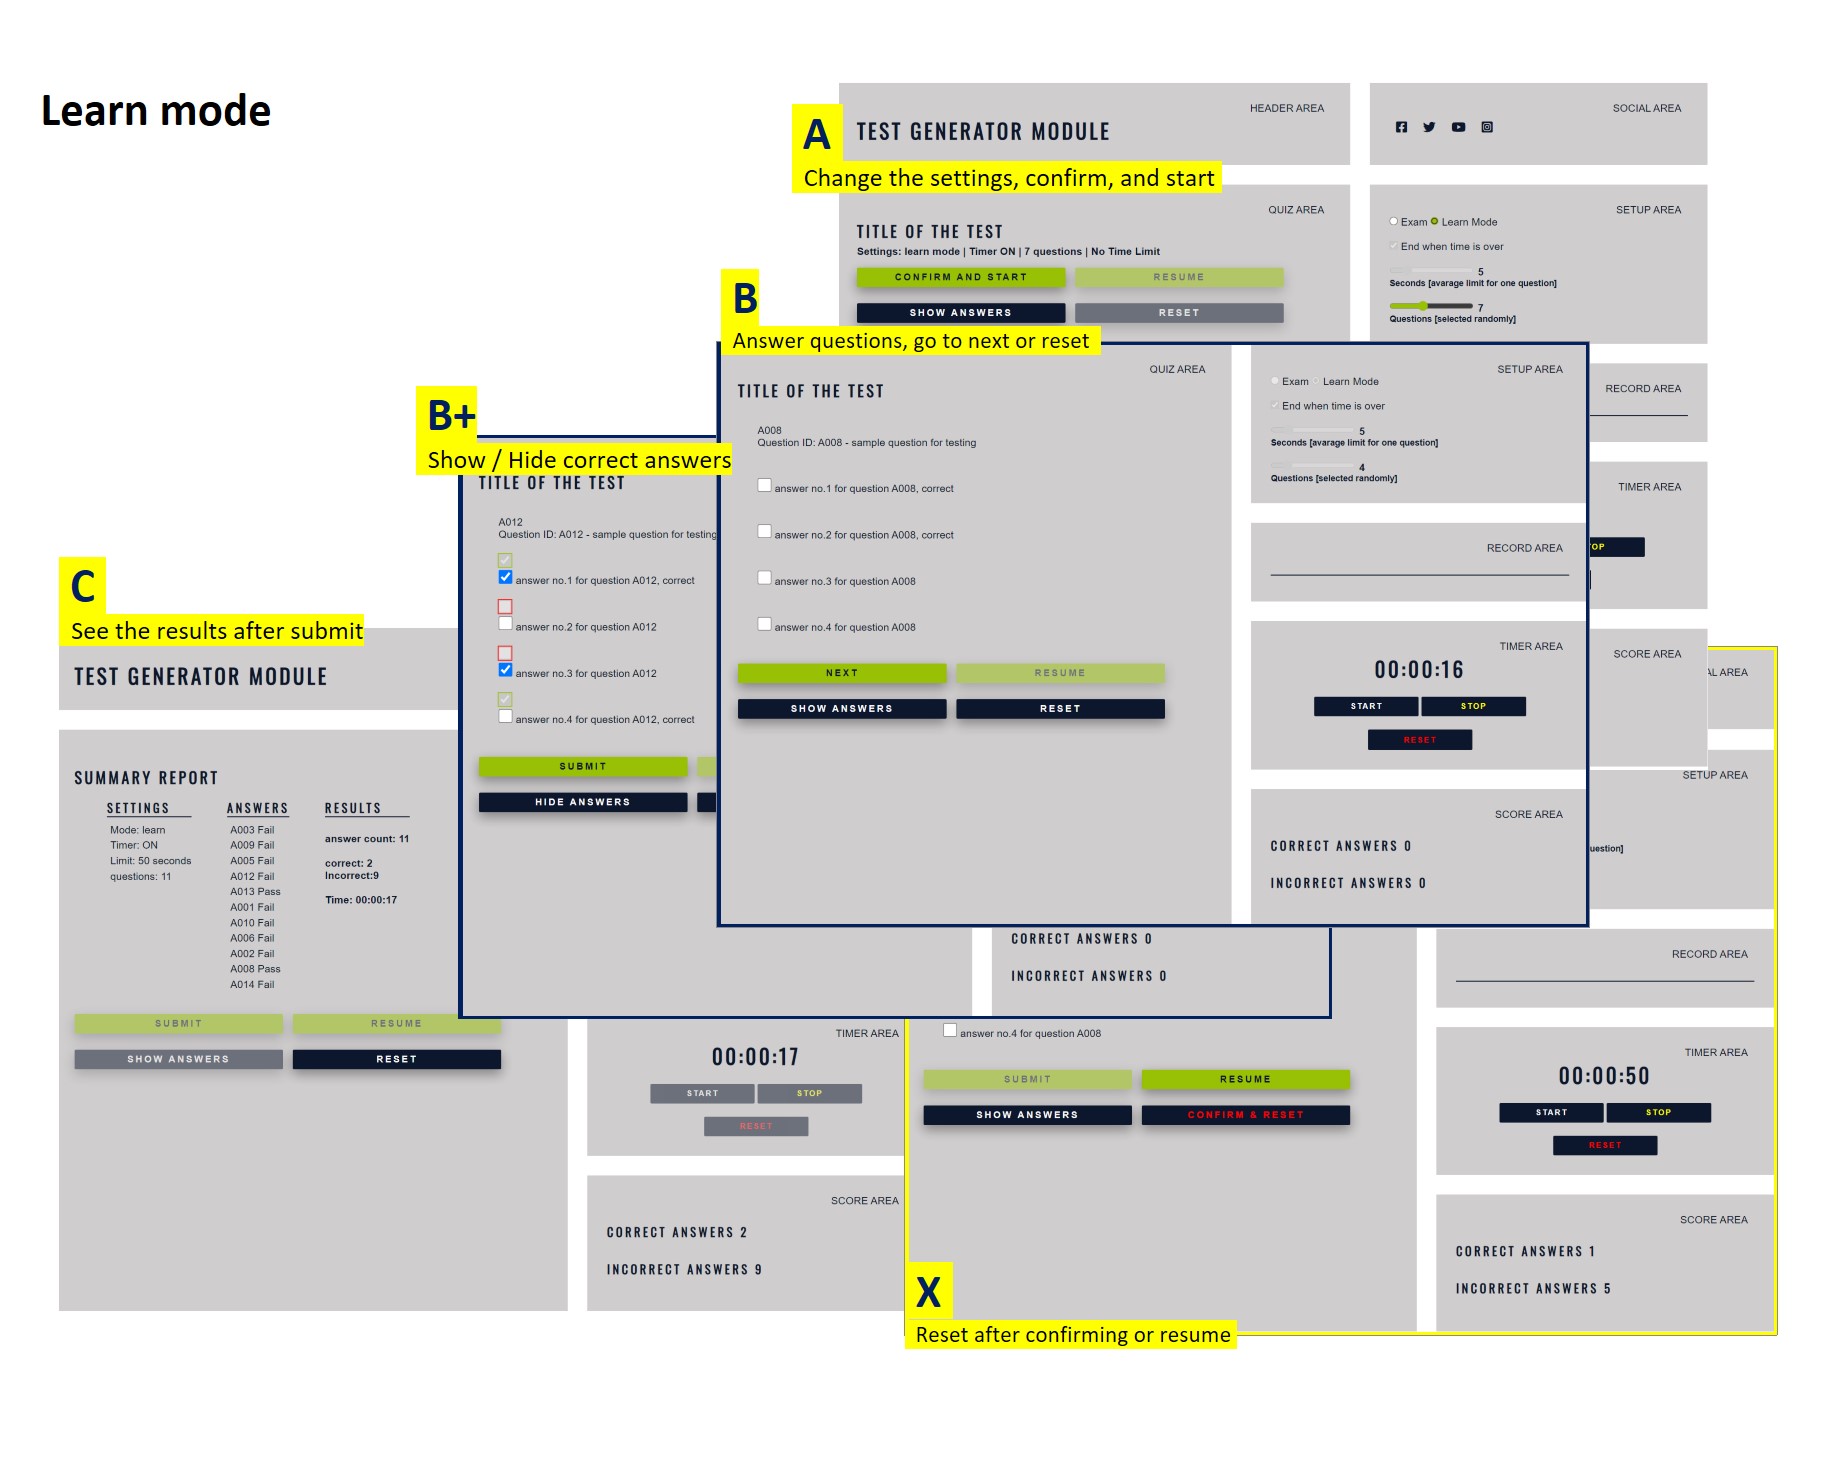 Learn mode
A
Change the settings, confirm, and start
HEADER AREA
TEST GENERATOR MODULE
SOCIAL AREA
QUIZ AREA
TITLE OF THE TEST
Settings: learn mode | Timer ON | 7 questions | No Time Limit
CONFIRM AND START
RESUME
SHOW ANSWERS
RESET
SETUP AREA
Exam Learn Mode
End when time is over
5
Seconds [avarage limit for one question]
7
Questions [selected randomly]
RECORD AREA
TIMER AREA
SCORE AREA
B
Answer questions, go to next or reset
QUIZ AREA
TITLE OF THE TEST
A008
Question ID: A008 - sample question for testing
answer no.1 for question A008, correct
answer no.2 for question A008, correct
answer no.3 for question A008
answer no.4 for question A008
NEXT
RESUME
SHOW ANSWERS
RESET
SETUP AREA
Exam Learn Mode
End when time is over
5
Seconds [avarage limit for one question]
4
Questions [selected randomly]
RECORD AREA
TIMER AREA
00:00:16
START
STOP
RESET
SCORE AREA
CORRECT ANSWERS 0
INCORRECT ANSWERS 0
B+
Show / Hide correct answers
TITLE OF THE TEST
A012
Question ID: A012 - sample question for testing
answer no.1 for question A012, correct
answer no.2 for question A012
answer no.3 for question A012
answer no.4 for question A012, correct
SUBMIT
HIDE ANSWERS
CORRECT ANSWERS 0
INCORRECT ANSWERS 0
C
See the results after submit
TEST GENERATOR MODULE
SUMMARY REPORT
SETTINGS
Mode: learn
Timer: ON
Limit: 50 seconds
questions: 11
ANSWERS
A003 Fail
A009 Fail
A005 Fail
A012 Fail
A013 Pass
A001 Fail
A010 Fail
A006 Fail
A002 Fail
A008 Pass
A014 Fail
RESULTS
answer count: 11
correct: 2
Incorrect:9
Time: 00:00:17
SUBMIT
RESUME
SHOW ANSWERS
RESET
TIMER AREA
00:00:17
START
STOP
RESET
SCORE AREA
CORRECT ANSWERS 2
INCORRECT ANSWERS 9
X
Reset after confirming or resume
answer no.4 for question A008
SUBMIT
RESUME
SHOW ANSWERS
CONFIRM & RESET
AREA
SETUP AREA
RECORD AREA
TIMER AREA
00:00:50
START
STOP
RESET
SCORE AREA
CORRECT ANSWERS 1
INCORRECT ANSWERS 5